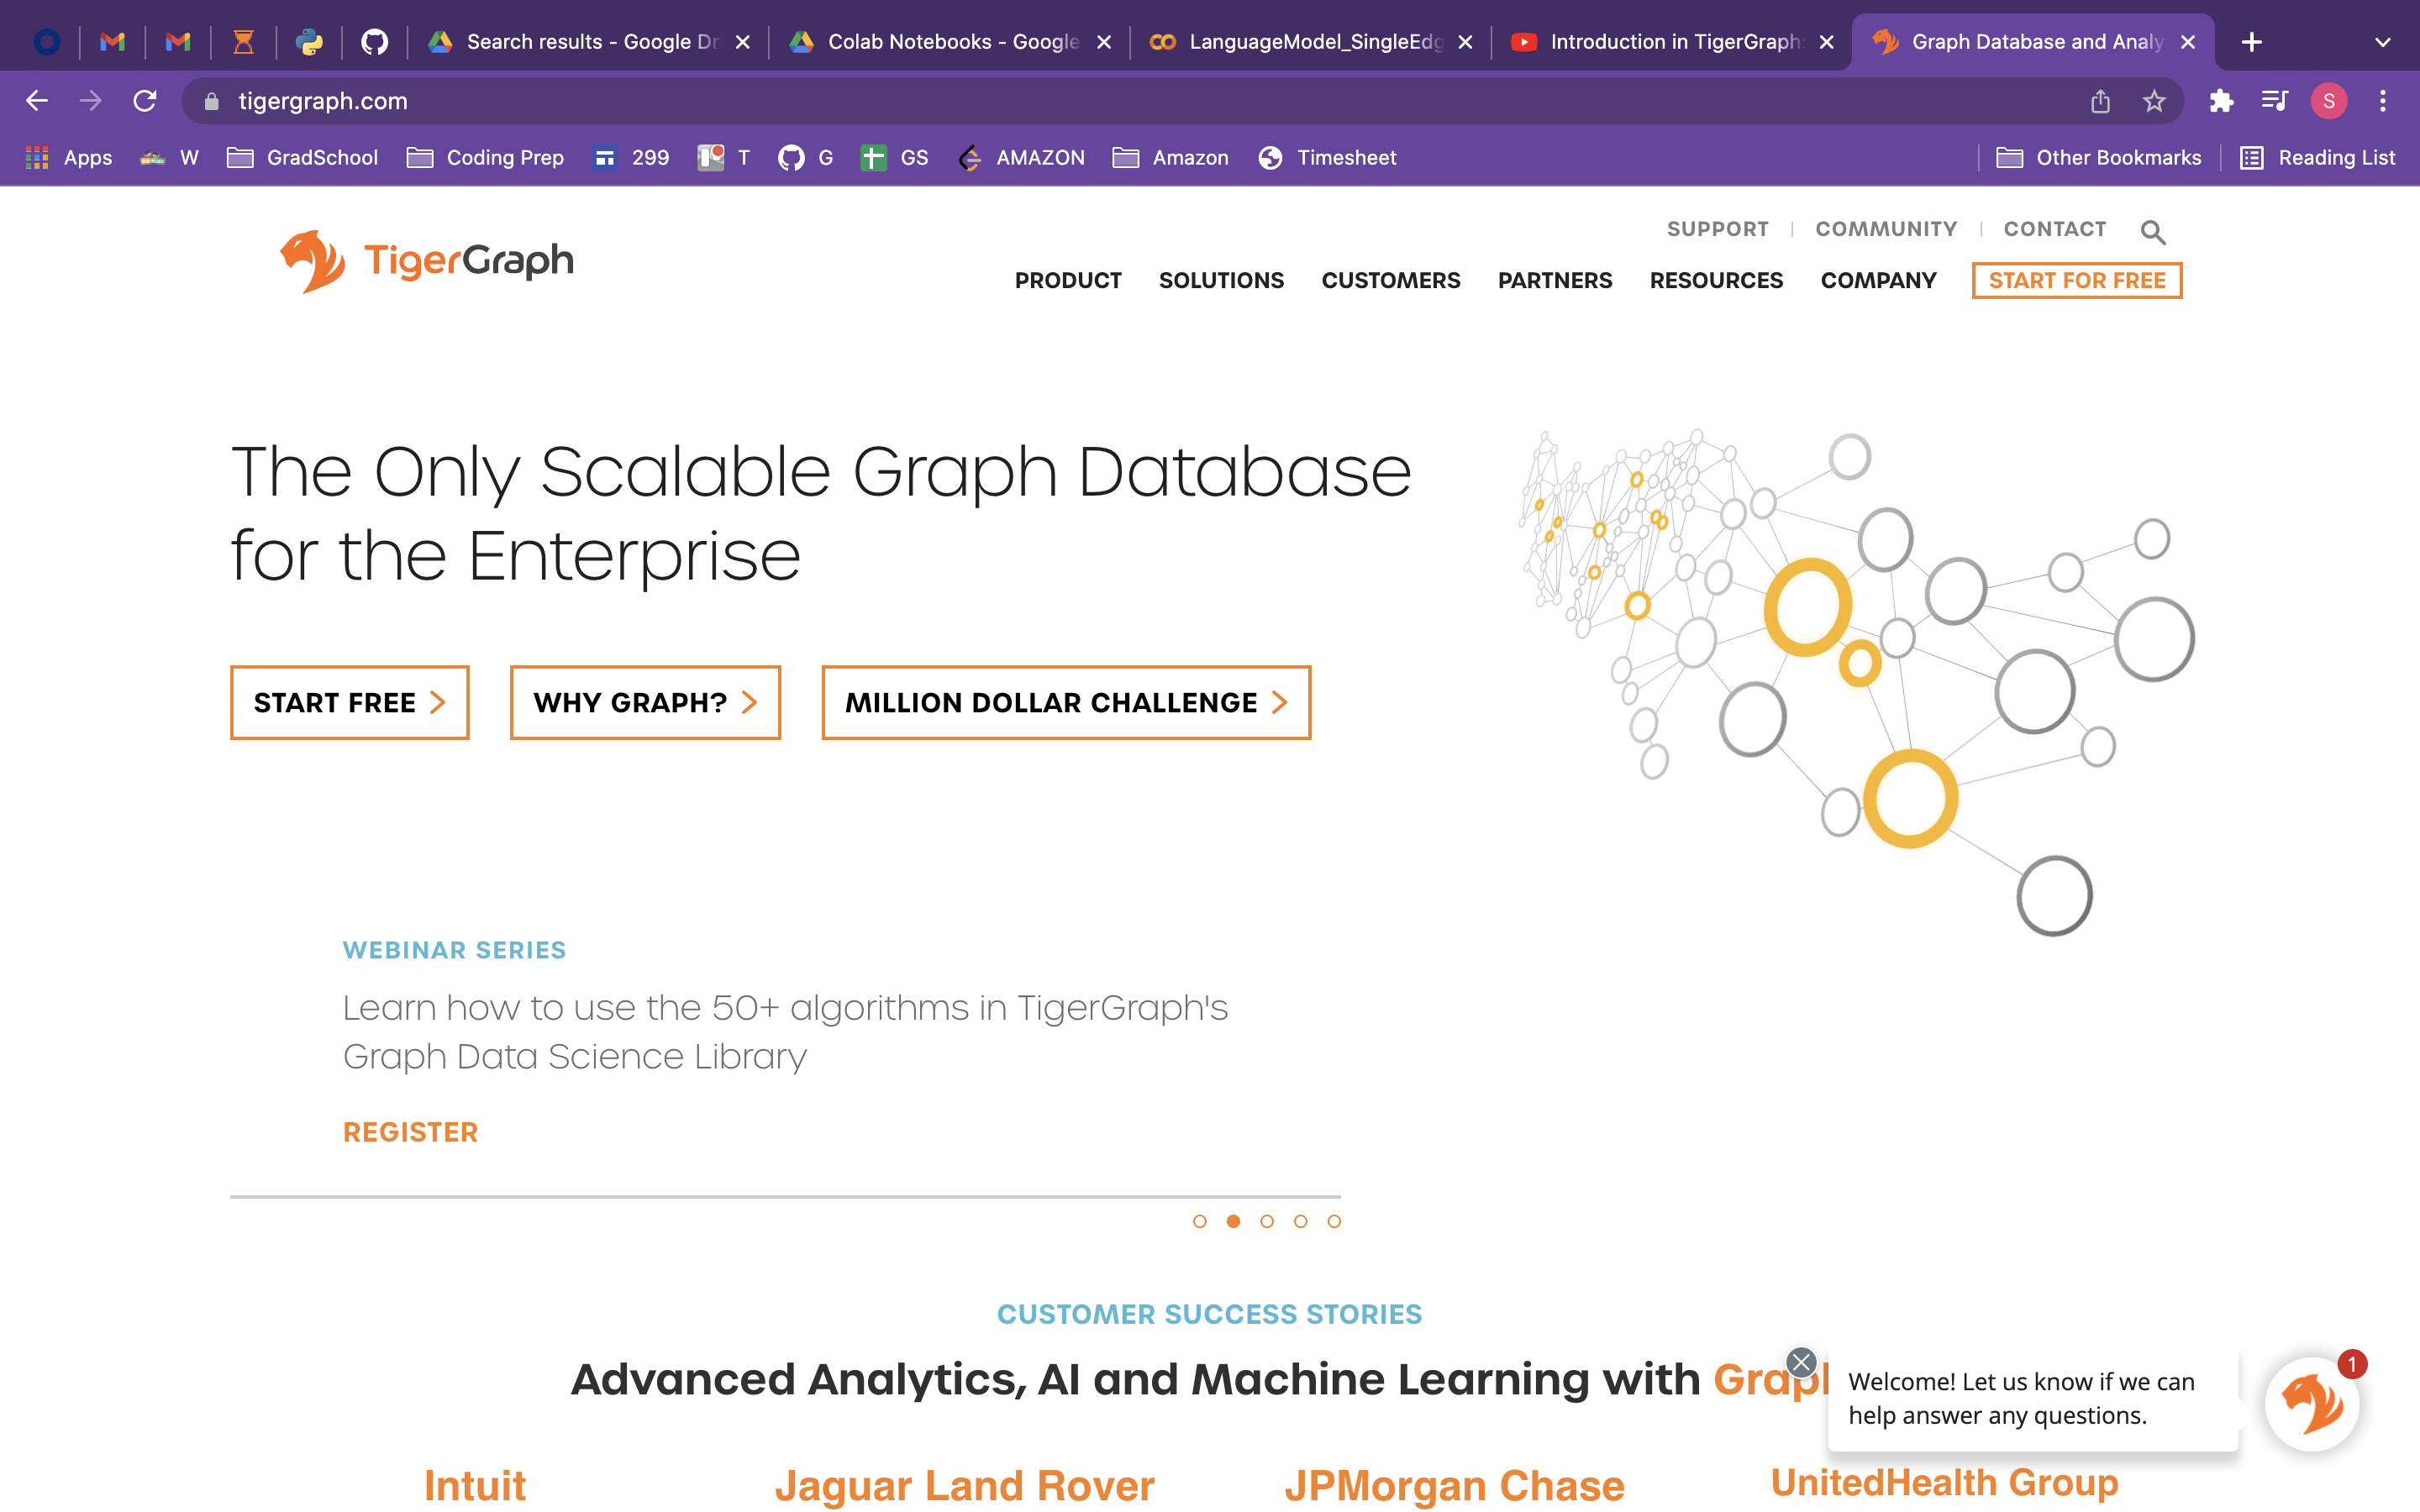 Search results - Google Dr
Colab Notebooks - Google
LanguageModel_SingleEdg
Introduction in TigerGraph
Graph Database and Analy
tigergraph.com
S
Apps
W
GradSchool
Coding Prep
299
T
G
GS
AMAZON
Amazon
Timesheet
Other Bookmarks
Reading List
SUPPORT
COMMUNITY
CONTACT
TigerGraph
PRODUCT
SOLUTIONS
CUSTOMERS
PARTNERS
RESOURCES
COMPANY
START FOR FREE
The Only Scalable Graph Database
for the Enterprise
START FREE
WHY GRAPH?
MILLION DOLLAR CHALLENGE
WEBINAR SERIES
Learn how to use the 50+ algorithms in TigerGraph's
Graph Data Science Library
REGISTER
CUSTOMER SUCCESS STORIES
Advanced Analytics, AI and Machine Learning with
Welcome! Let us know if we can
help answer any questions.
1
Intuit
Jaguar Land Rover
JPMorgan Chase
UnitedHealth Group